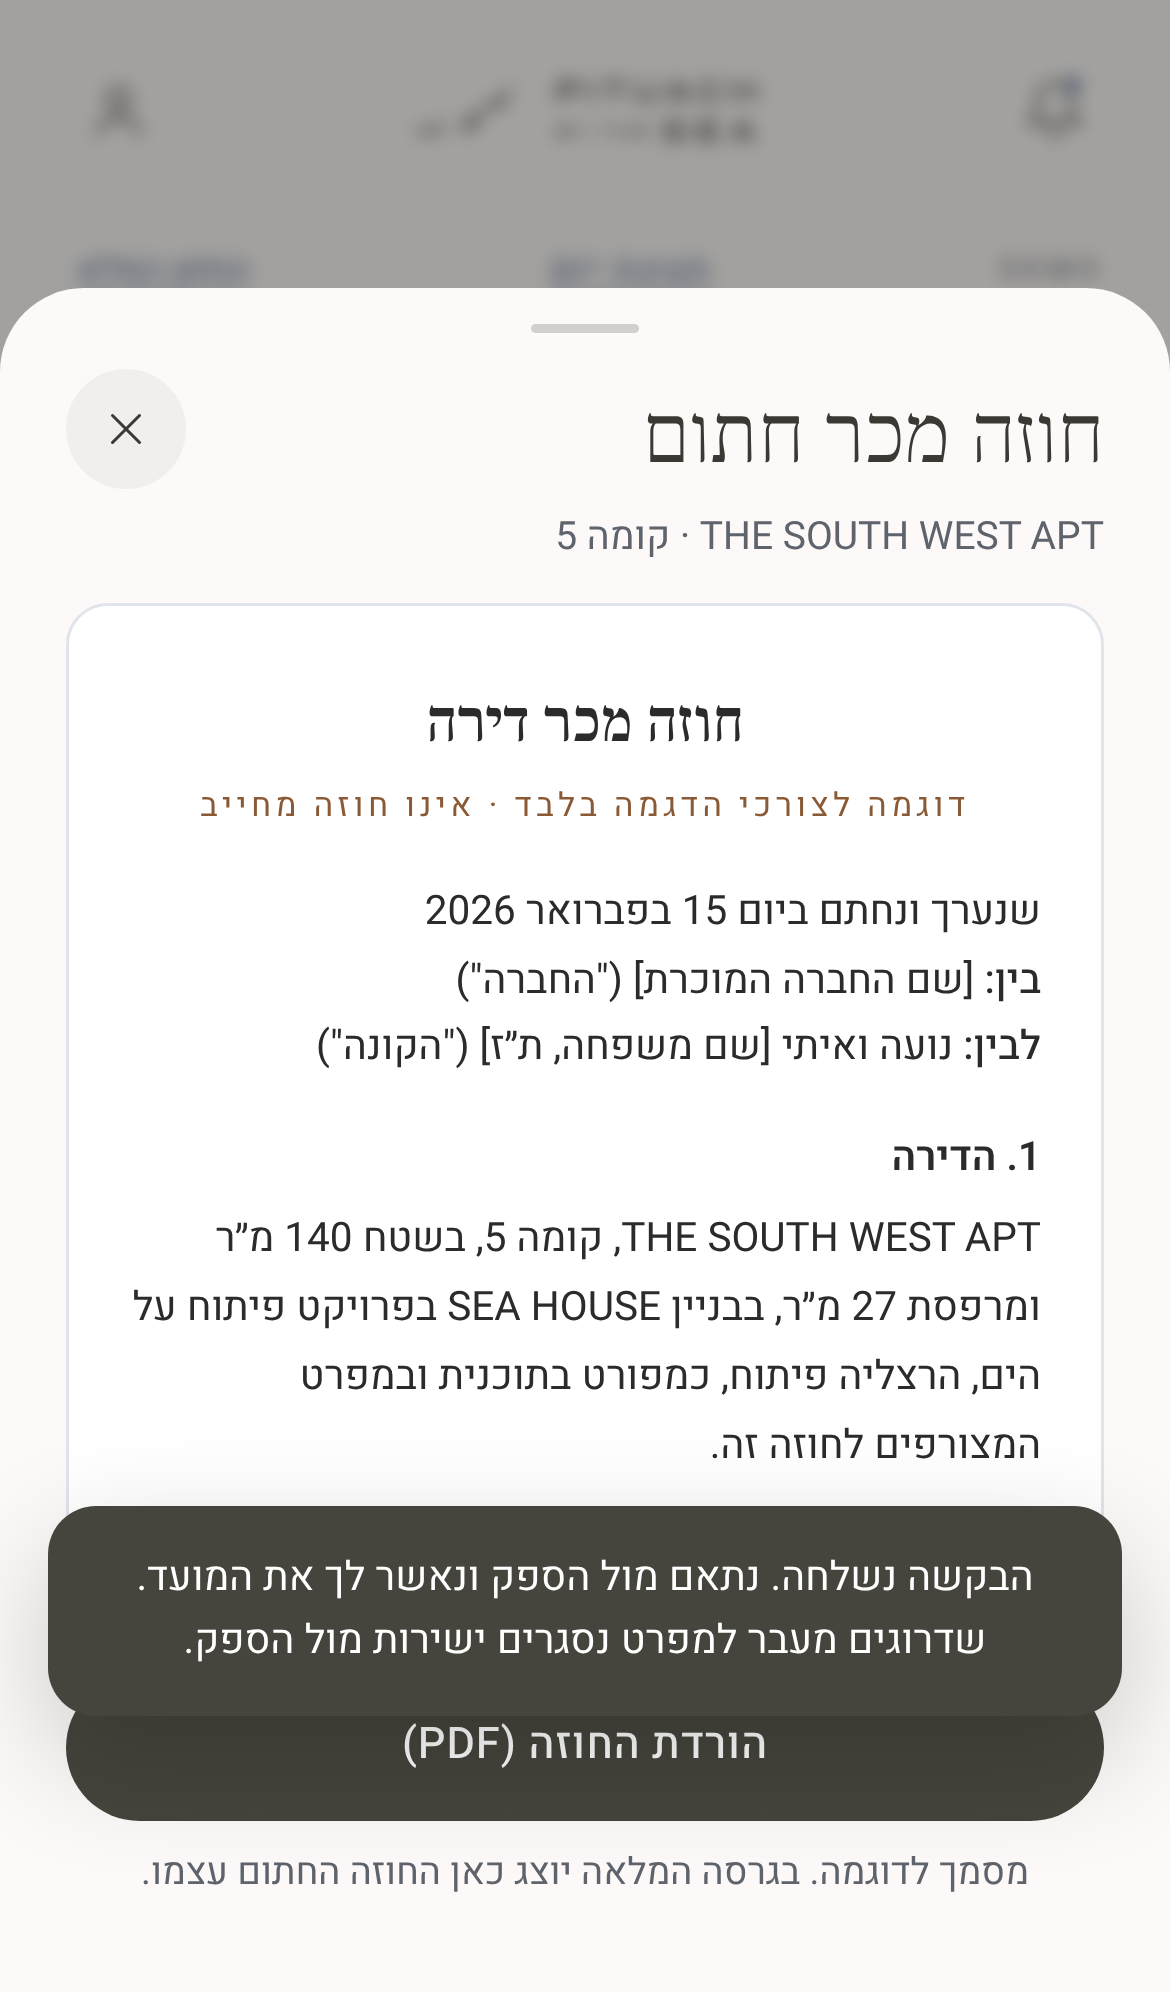 PITUACH
SEA
חוזה מכר חתום
THE SOUTH WEST APT · קומה 5
חוזה מכר דירה
דוגמה לצורכי הדגמה בלבד · אינו חוזה מחייב
שנערך ונחתם ביום 15 בפברואר 2026
בין: [שם החברה המוכרת] ("החברה")
לבין: נועה ואיתי [שם משפחה, ת״ז] ("הקונה")
1. הדירה
THE SOUTH WEST APT, קומה 5, בשטח 140 מ״ר
ומרפסת 27 מ״ר, בבניין SEA HOUSE בפרויקט פיתוח על
הים, הרצליה פיתוח, כמפורט בתוכנית ובמפרט
המצורפים לחוזה זה.
הבקשה נשלחה. נתאם מול הספק ונאשר לך את המועד.
שדרוגים מעבר למפרט נסגרים ישירות מול הספק.
הורדת החוזה (PDF)
מסמך לדוגמה. בגרסה המלאה יוצג כאן החוזה החתום עצמו.